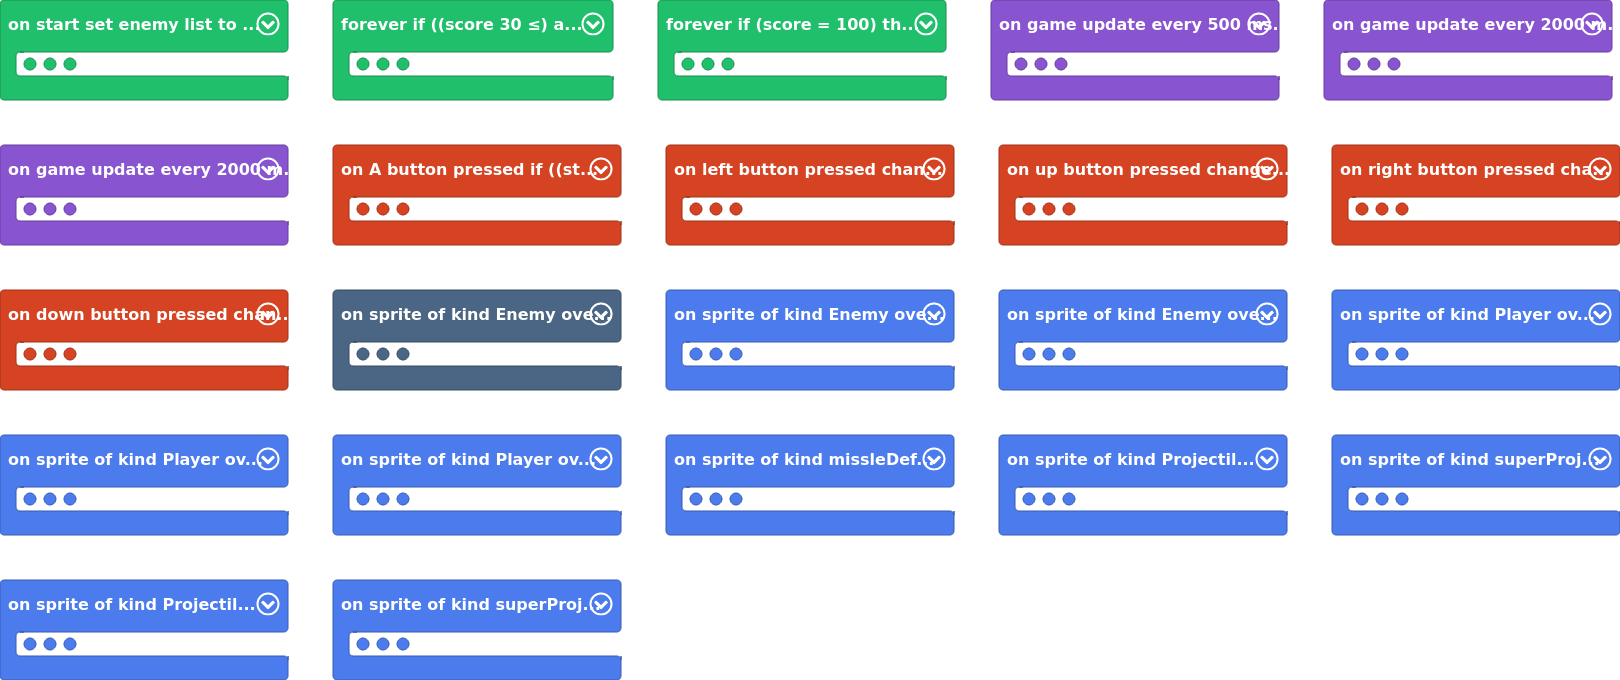 on start set enemy list to ...
forever if ((score 30 ≤) a...
forever if (score = 100) th...
on game update every 500 ms...
on game update every 2000 m...
on game update every 2000 m...
on A button pressed if ((st...
on left button pressed chan...
on up button pressed change...
on right button pressed cha...
on down button pressed chan...
on sprite of kind Enemy ove...
on sprite of kind Enemy ove...
on sprite of kind Enemy ove...
on sprite of kind Player ov...
on sprite of kind Player ov...
on sprite of kind Player ov...
on sprite of kind missleDef...
on sprite of kind Projectil...
on sprite of kind superProj...
on sprite of kind Projectil...
on sprite of kind superProj...